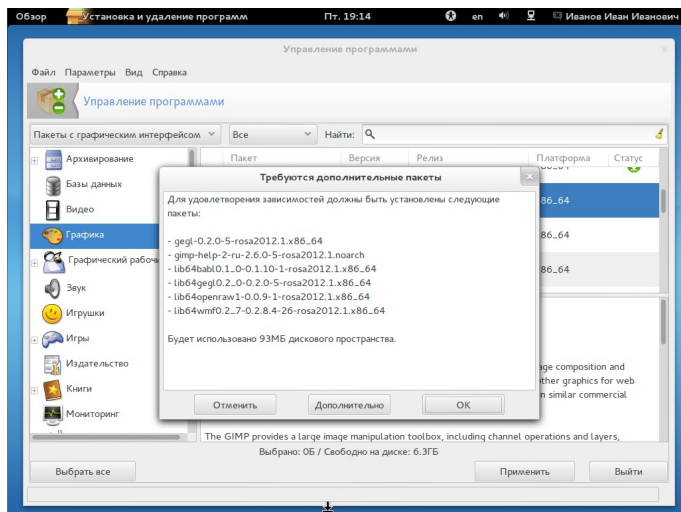 Обзор Установка и удаление программ Пт. 19:14 en Иванов Иван Иванович
Управление программами
Файл Параметры Вид Справка
Управление программами
Пакеты с графическим интерфейсом Все Найти:
Пакет Версия Релиз Платформа Статус
Архивирование
Базы данных
Видео
Графика
Графический рабоч
Звук
Игрушки
Игры
Издательство
Книги
Мониторинг
86_64
86_64
86_64
Требуются дополнительные пакеты
Для удовлетворения зависимостей должны быть установлены следующие
пакеты:
- gegl-0.2.0-5-rosa2012.1.x86_64
- gimp-help-2-ru-2.6.0-5-rosa2012.1.noarch
- lib64babl0.1_0-0.1.10-1-rosa2012.1.x86_64
- lib64gegl0.2_0-0.2.0-5-rosa2012.1.x86_64
- lib64openraw1-0.0.9-1-rosa2012.1.x86_64
- lib64wmf0.2_7-0.2.8.4-26-rosa2012.1.x86_64
Будет использовано 93МБ дискового пространства.
Отменить Дополнительно OK
age composition and
ther graphics for web
n similar commercial
The GIMP provides a large image manipulation toolbox, including channel operations and layers,
Выбрано: 0Б / Свободно на диске: 6.3ГБ
Выбрать все Применить Выйти